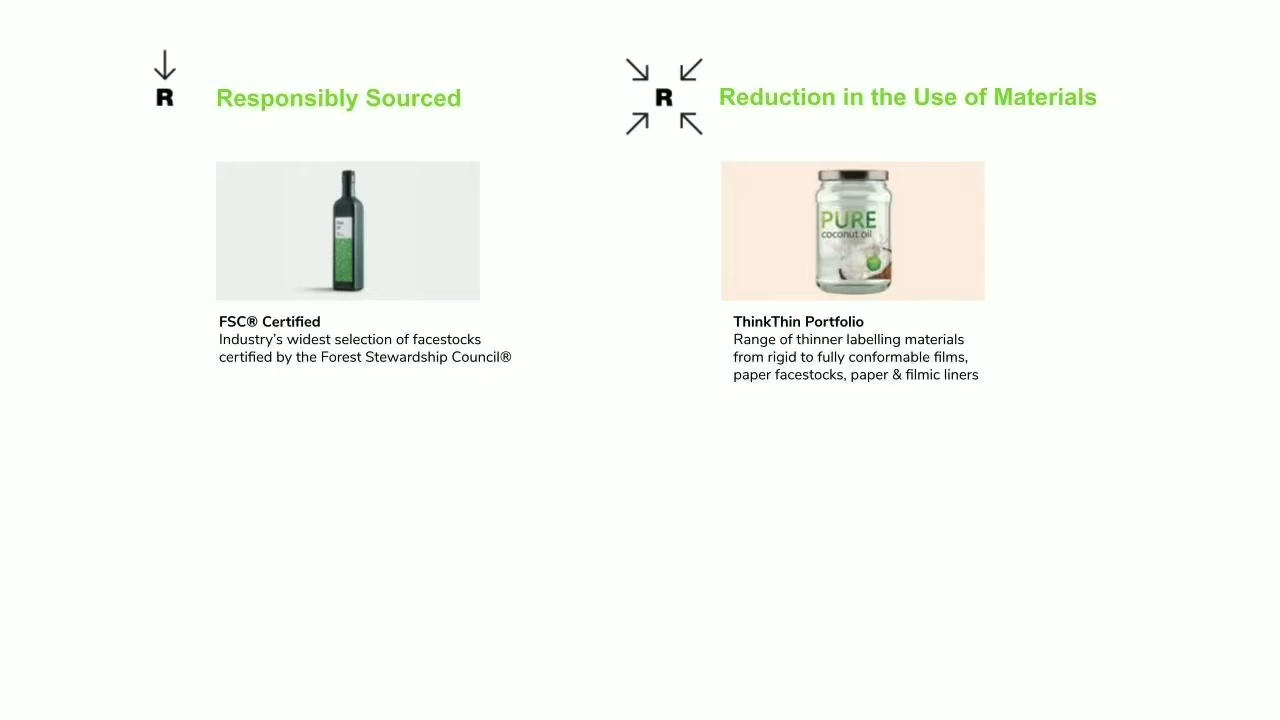 R
Responsibly Sourced
FSC® Certified
Industry’s widest selection of facestocks
certified by the Forest Stewardship Council®
R
Reduction in the Use of Materials
PURE
coconut oil
ThinkThin Portfolio
Range of thinner labelling materials
from rigid to fully conformable films,
paper facestocks, paper & filmic liners